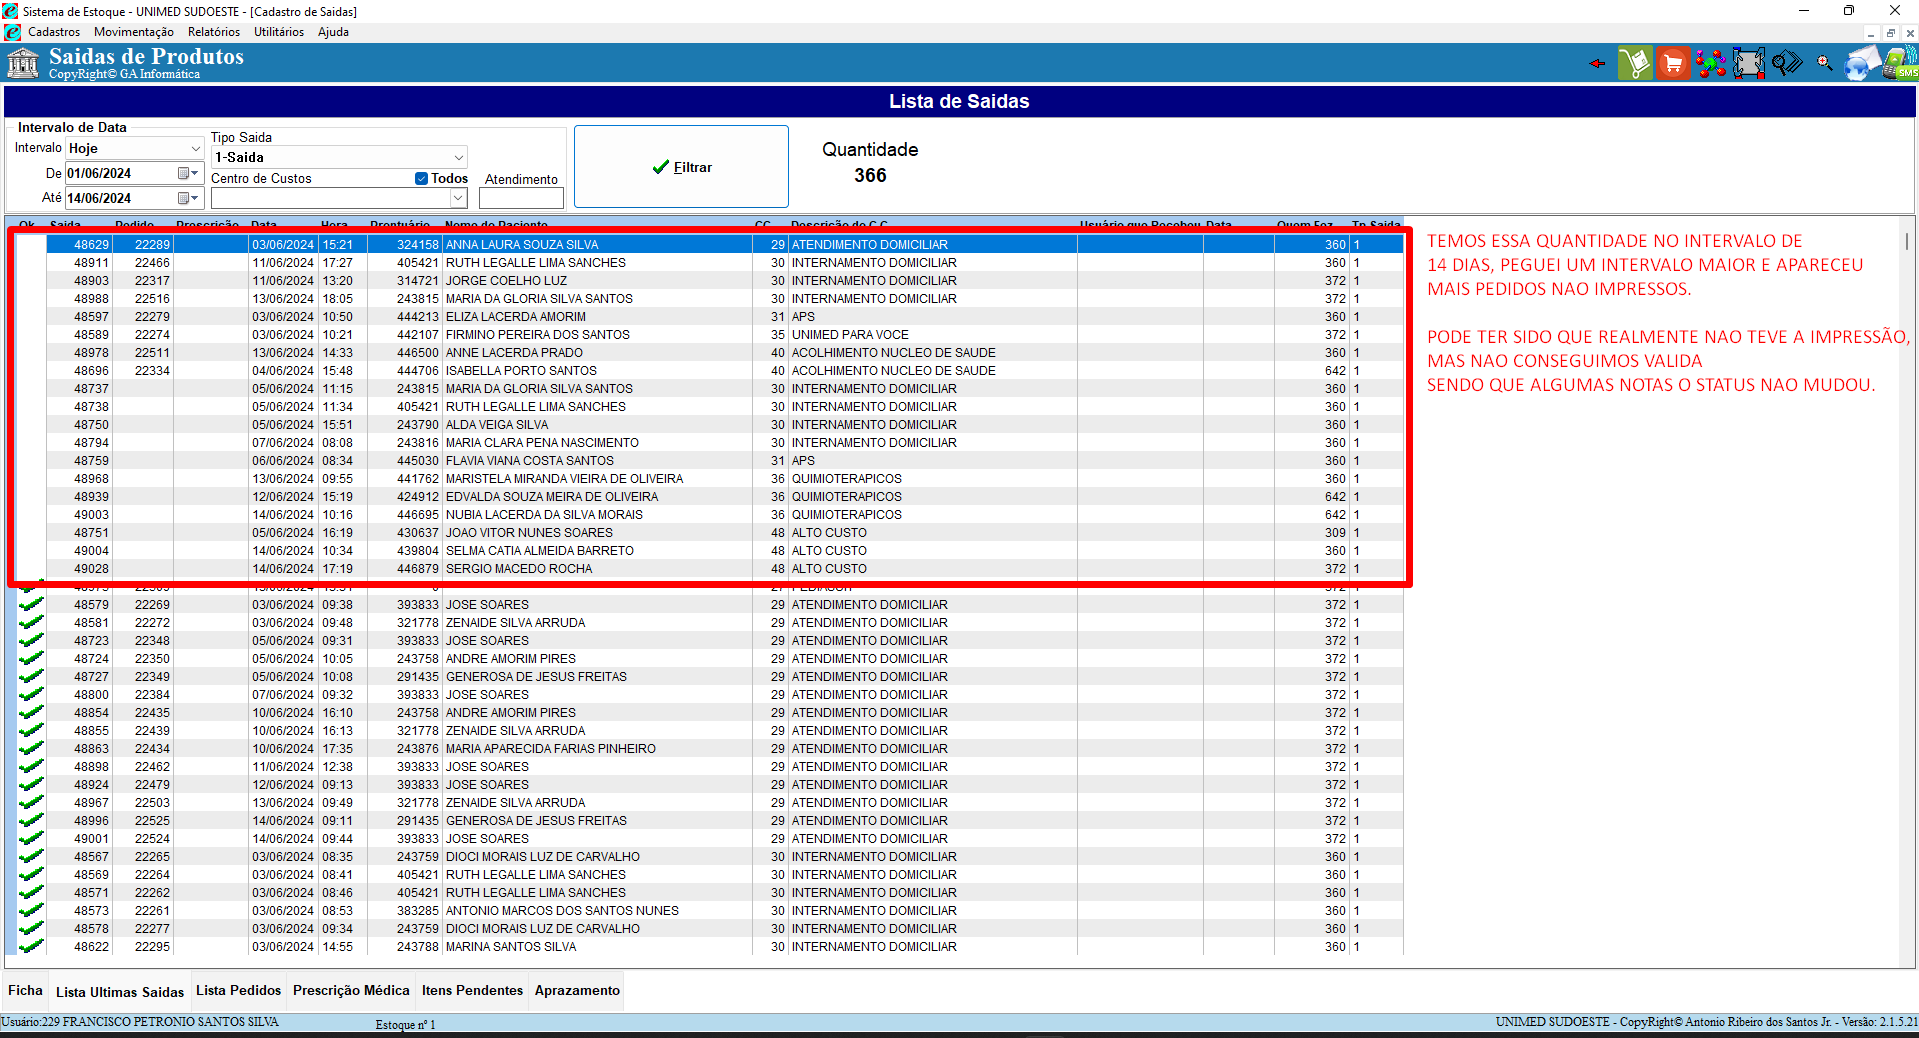 Sistema de Estoque - UNIMED SUDOESTE - [Cadastro de Saidas]
Cadastros Movimentação Relatórios Utilitários Ajuda
Saidas de Produtos
CopyRight© GA Informática
SMS
Lista de Saidas
Intervalo de Data
Intervalo Hoje
De 01/06/2024
Até 14/06/2024
Tipo Saida
1-Saida
Centro de Custos Todos
Atendimento
Filtrar
Quantidade
366
Ok Saida Pedido Prescrição Data Hora Prontuário Nome do Paciente CC Descrição do C.C Usuário que Recebeu Data Quem Fez Tp Saida
48629 22289 03/06/2024 15:21 324158 ANNA LAURA SOUZA SILVA 29 ATENDIMENTO DOMICILIAR 360 1
48911 22466 11/06/2024 17:27 405421 RUTH LEGALLE LIMA SANCHES 30 INTERNAMENTO DOMICILIAR 360 1
48903 22317 11/06/2024 13:20 314721 JORGE COELHO LUZ 30 INTERNAMENTO DOMICILIAR 372 1
48988 22516 13/06/2024 18:05 243815 MARIA DA GLORIA SILVA SANTOS 30 INTERNAMENTO DOMICILIAR 372 1
48597 22279 03/06/2024 10:50 444213 ELIZA LACERDA AMORIM 31 APS 360 1
48589 22274 03/06/2024 10:21 442107 FIRMINO PEREIRA DOS SANTOS 35 UNIMED PARA VOCE 372 1
48978 22511 13/06/2024 14:33 446500 ANNE LACERDA PRADO 40 ACOLHIMENTO NUCLEO DE SAUDE 360 1
48696 22334 04/06/2024 15:48 444706 ISABELLA PORTO SANTOS 40 ACOLHIMENTO NUCLEO DE SAUDE 642 1
48737 05/06/2024 11:15 243815 MARIA DA GLORIA SILVA SANTOS 30 INTERNAMENTO DOMICILIAR 360 1
48738 05/06/2024 11:34 405421 RUTH LEGALLE LIMA SANCHES 30 INTERNAMENTO DOMICILIAR 360 1
48750 05/06/2024 15:51 243790 ALDA VEIGA SILVA 30 INTERNAMENTO DOMICILIAR 360 1
48794 07/06/2024 08:08 243816 MARIA CLARA PENA NASCIMENTO 30 INTERNAMENTO DOMICILIAR 360 1
48759 06/06/2024 08:34 445030 FLAVIA VIANA COSTA SANTOS 31 APS 360 1
48968 13/06/2024 09:55 441762 MARISTELA MIRANDA VIEIRA DE OLIVEIRA 36 QUIMIOTERAPICOS 360 1
48939 12/06/2024 15:19 424912 EDVALDA SOUZA MEIRA DE OLIVEIRA 36 QUIMIOTERAPICOS 642 1
49003 14/06/2024 10:16 446695 NUBIA LACERDA DA SILVA MORAIS 36 QUIMIOTERAPICOS 642 1
48751 05/06/2024 16:19 430637 JOAO VITOR NUNES SOARES 48 ALTO CUSTO 309 1
49004 14/06/2024 10:34 439804 SELMA CATIA ALMEIDA BARRETO 48 ALTO CUSTO 360 1
49028 14/06/2024 17:19 446879 SERGIO MACEDO ROCHA 48 ALTO CUSTO 372 1
48579 22269 03/06/2024 09:38 393833 JOSE SOARES 29 ATENDIMENTO DOMICILIAR 372 1
48581 22272 03/06/2024 09:48 321778 ZENAIDE SILVA ARRUDA 29 ATENDIMENTO DOMICILIAR 372 1
48723 22348 05/06/2024 09:31 393833 JOSE SOARES 29 ATENDIMENTO DOMICILIAR 372 1
48724 22350 05/06/2024 10:05 243758 ANDRE AMORIM PIRES 29 ATENDIMENTO DOMICILIAR 372 1
48727 22349 05/06/2024 10:08 291435 GENEROSA DE JESUS FREITAS 29 ATENDIMENTO DOMICILIAR 372 1
48800 22384 07/06/2024 09:32 393833 JOSE SOARES 29 ATENDIMENTO DOMICILIAR 372 1
48854 22435 10/06/2024 16:10 243758 ANDRE AMORIM PIRES 29 ATENDIMENTO DOMICILIAR 372 1
48855 22439 10/06/2024 16:13 321778 ZENAIDE SILVA ARRUDA 29 ATENDIMENTO DOMICILIAR 372 1
48863 22434 10/06/2024 17:35 243876 MARIA APARECIDA FARIAS PINHEIRO 29 ATENDIMENTO DOMICILIAR 372 1
48898 22462 11/06/2024 12:38 393833 JOSE SOARES 29 ATENDIMENTO DOMICILIAR 372 1
48924 22479 12/06/2024 09:13 393833 JOSE SOARES 29 ATENDIMENTO DOMICILIAR 372 1
48967 22503 13/06/2024 09:49 321778 ZENAIDE SILVA ARRUDA 29 ATENDIMENTO DOMICILIAR 372 1
48996 22525 14/06/2024 09:11 291435 GENEROSA DE JESUS FREITAS 29 ATENDIMENTO DOMICILIAR 372 1
49001 22524 14/06/2024 09:44 393833 JOSE SOARES 29 ATENDIMENTO DOMICILIAR 372 1
48567 22265 03/06/2024 08:35 243759 DIOCI MORAIS LUZ DE CARVALHO 30 INTERNAMENTO DOMICILIAR 360 1
48569 22264 03/06/2024 08:41 405421 RUTH LEGALLE LIMA SANCHES 30 INTERNAMENTO DOMICILIAR 360 1
48571 22262 03/06/2024 08:46 405421 RUTH LEGALLE LIMA SANCHES 30 INTERNAMENTO DOMICILIAR 360 1
48573 22261 03/06/2024 08:53 383285 ANTONIO MARCOS DOS SANTOS NUNES 30 INTERNAMENTO DOMICILIAR 360 1
48578 22277 03/06/2024 09:34 243759 DIOCI MORAIS LUZ DE CARVALHO 30 INTERNAMENTO DOMICILIAR 360 1
48622 22295 03/06/2024 14:55 243788 MARINA SANTOS SILVA 30 INTERNAMENTO DOMICILIAR 360 1
TEMOS ESSA QUANTIDADE NO INTERVALO DE
14 DIAS, PEGUEI UM INTERVALO MAIOR E APARECEU
MAIS PEDIDOS NAO IMPRESSOS.
PODE TER SIDO QUE REALMENTE NAO TEVE A IMPRESSÃO,
MAS NAO CONSEGUIMOS VALIDA
SENDO QUE ALGUMAS NOTAS O STATUS NAO MUDOU.
Ficha Lista Ultimas Saidas Lista Pedidos Prescrição Médica Itens Pendentes Aprazamento
Usuário:229 FRANCISCO PETRONIO SANTOS SILVA Estoque nº 1 UNIMED SUDOESTE - CopyRight© Antonio Ribeiro dos Santos Jr. - Versão: 2.1.5.21